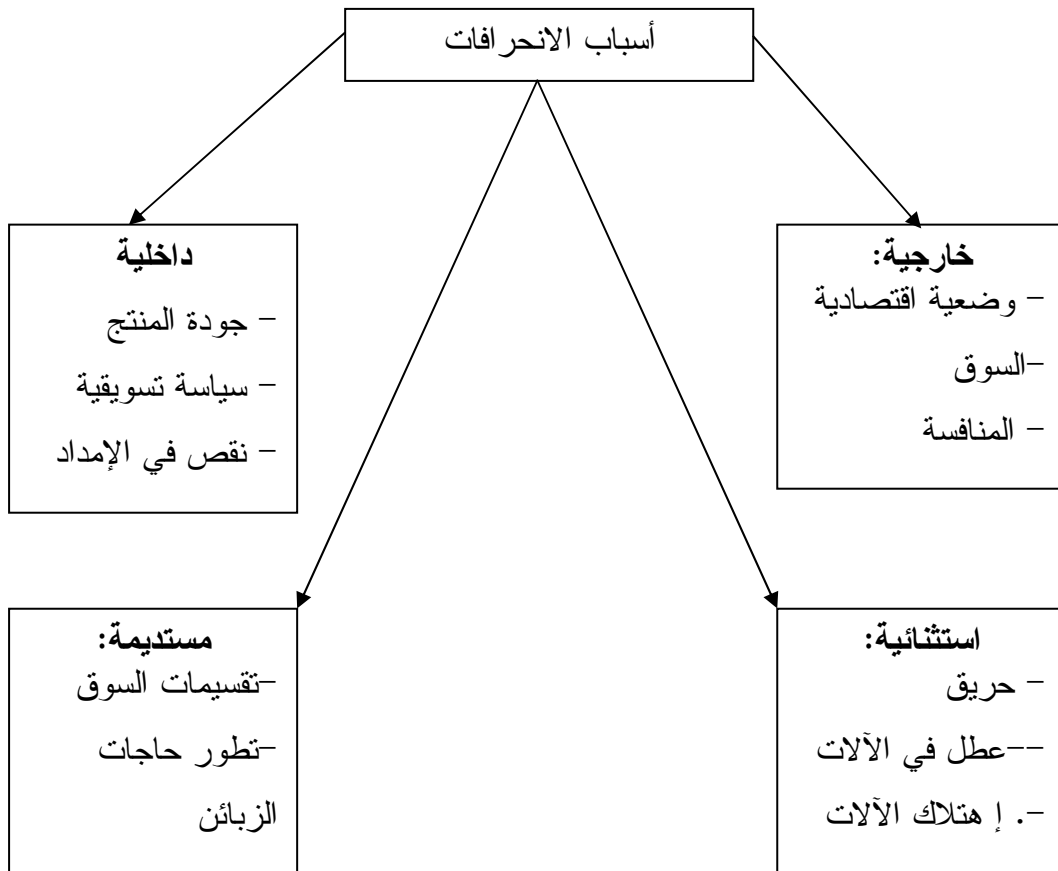 أسباب الانحرافات
خارجية:
- وضعية اقتصادية
-السوق
- المنافسة
داخلية
- جودة المنتج
- سياسة تسويقية
- نقص في الإمداد
استثنائية:
- حريق
--عطل في الآلات
-. إ هتلاك الآلات
مستديمة:
-تقسيمات السوق
-تطور حاجات
الزبائن